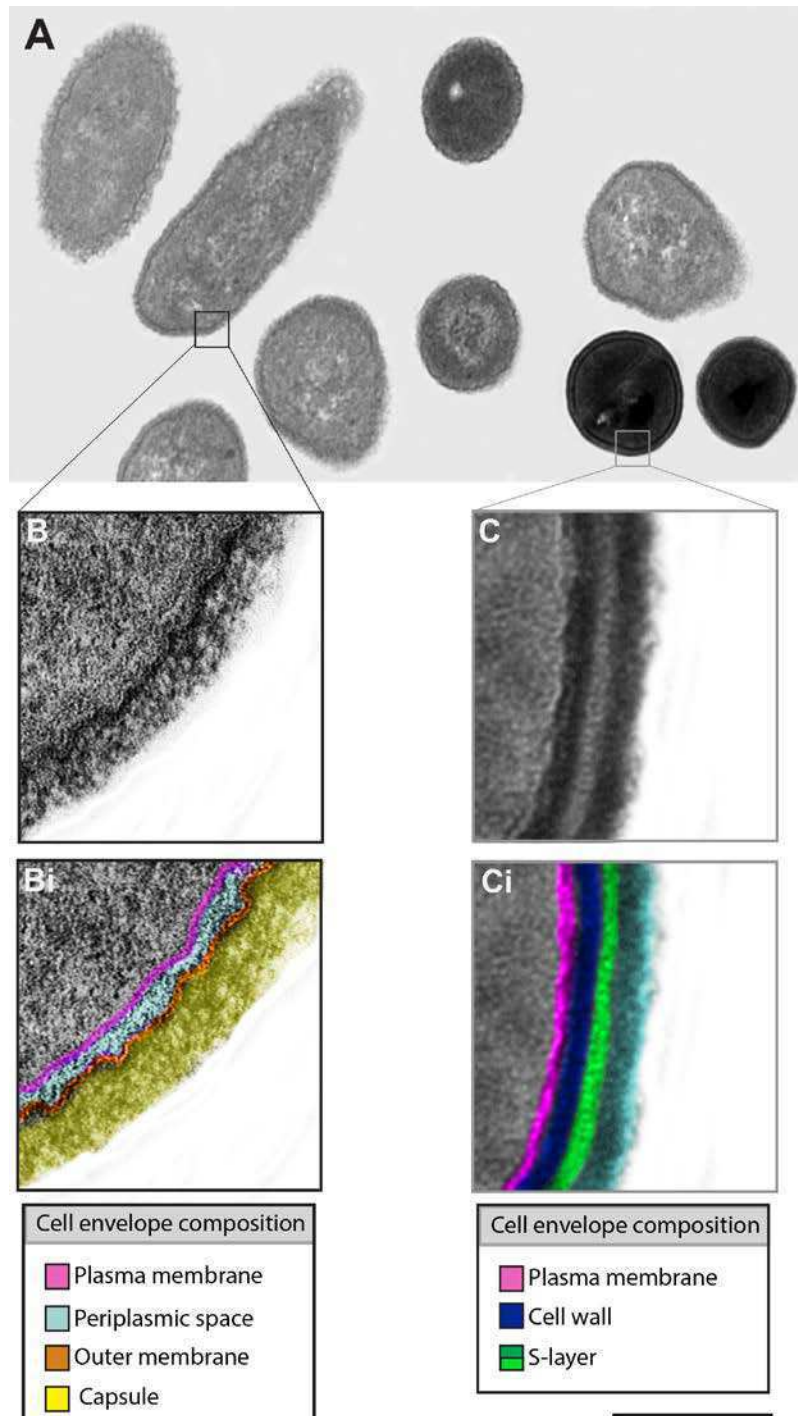 A
B
C
Bi
Ci
Cell envelope composition
Plasma membrane
Periplasmic space
Outer membrane
Capsule
Cell envelope composition
Plasma membrane
Cell wall
S-layer